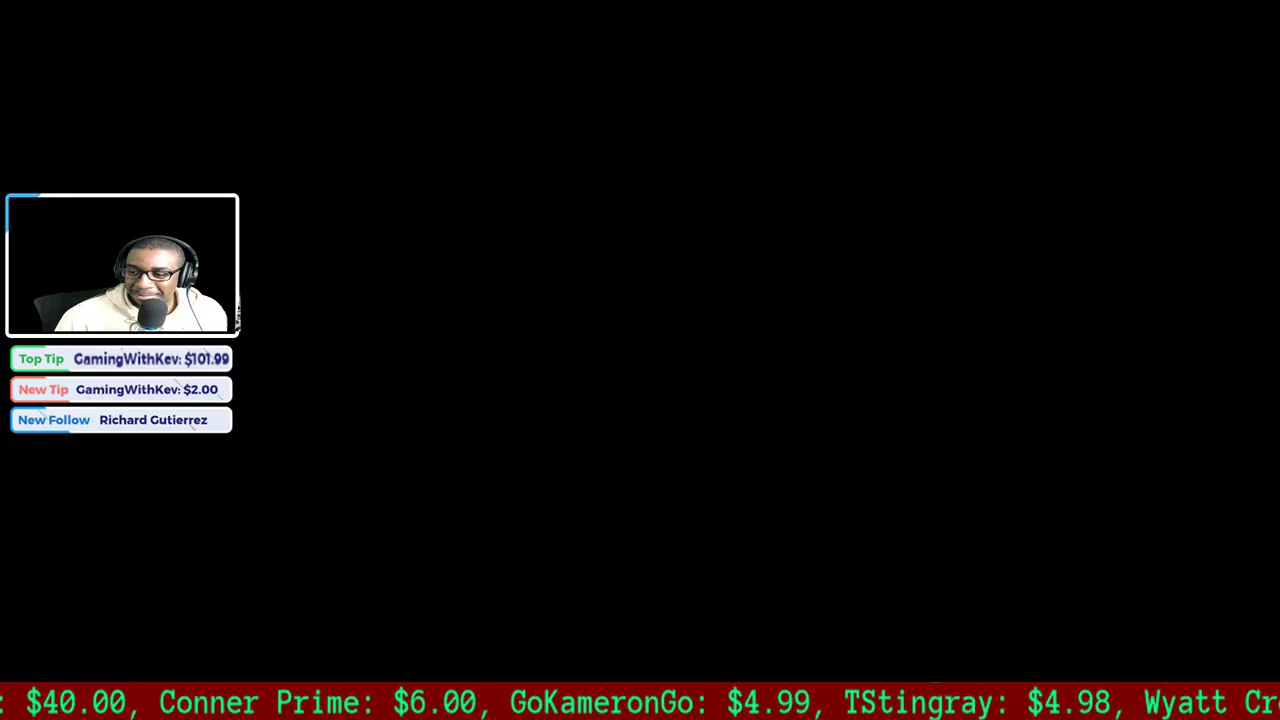 Top Tip GamingWithKev: $101.99
New Tip GamingWithKev: $2.00
New Follow Richard Gutierrez
: $40.00, Conner Prime: $6.00, GoKameronGo: $4.99, TStingray: $4.98, Wyatt Cr